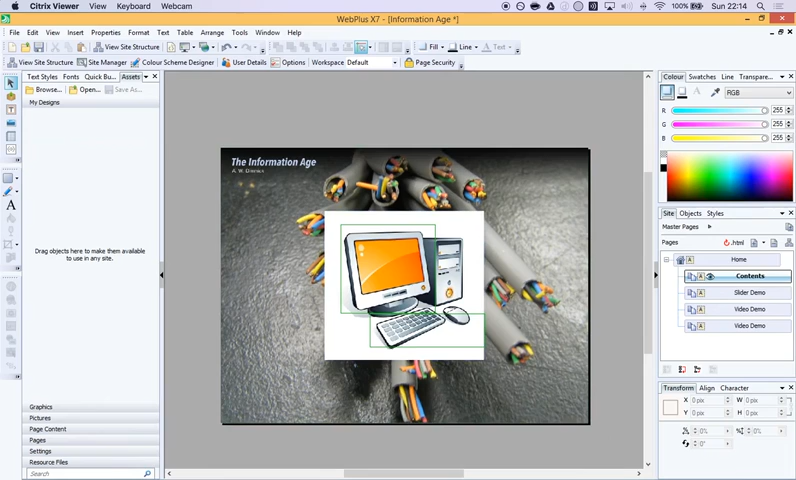 Citrix Viewer View Keyboard Webcam 100% Sun 22:14
WebPlus X7 - [Information Age *]
File Edit View Insert Properties Format Text Table Arrange Tools Window Help
View Site Structure Fill Line Text
View Site Structure Site Manager Colour Scheme Designer User Details Options Workspace Default Page Security
Text Styles Fonts Quick Bu... Assets
Browse... Open... Save As...
My Designs
Drag objects here to make them available
to use in any site.
Graphics
Pictures
Page Content
Pages
Settings
Resource Files
Search
The Information Age
Colour Swatches Line Transpare...
RGB
R 255
G 255
B 255
Site Objects Styles
Master Pages
Pages .html
Home
Contents
Slider Demo
Video Demo
Video Demo
Transform Align Character
X 0 pix W 0 pix
Y 0 pix H 0 pix
0% 0%
0°